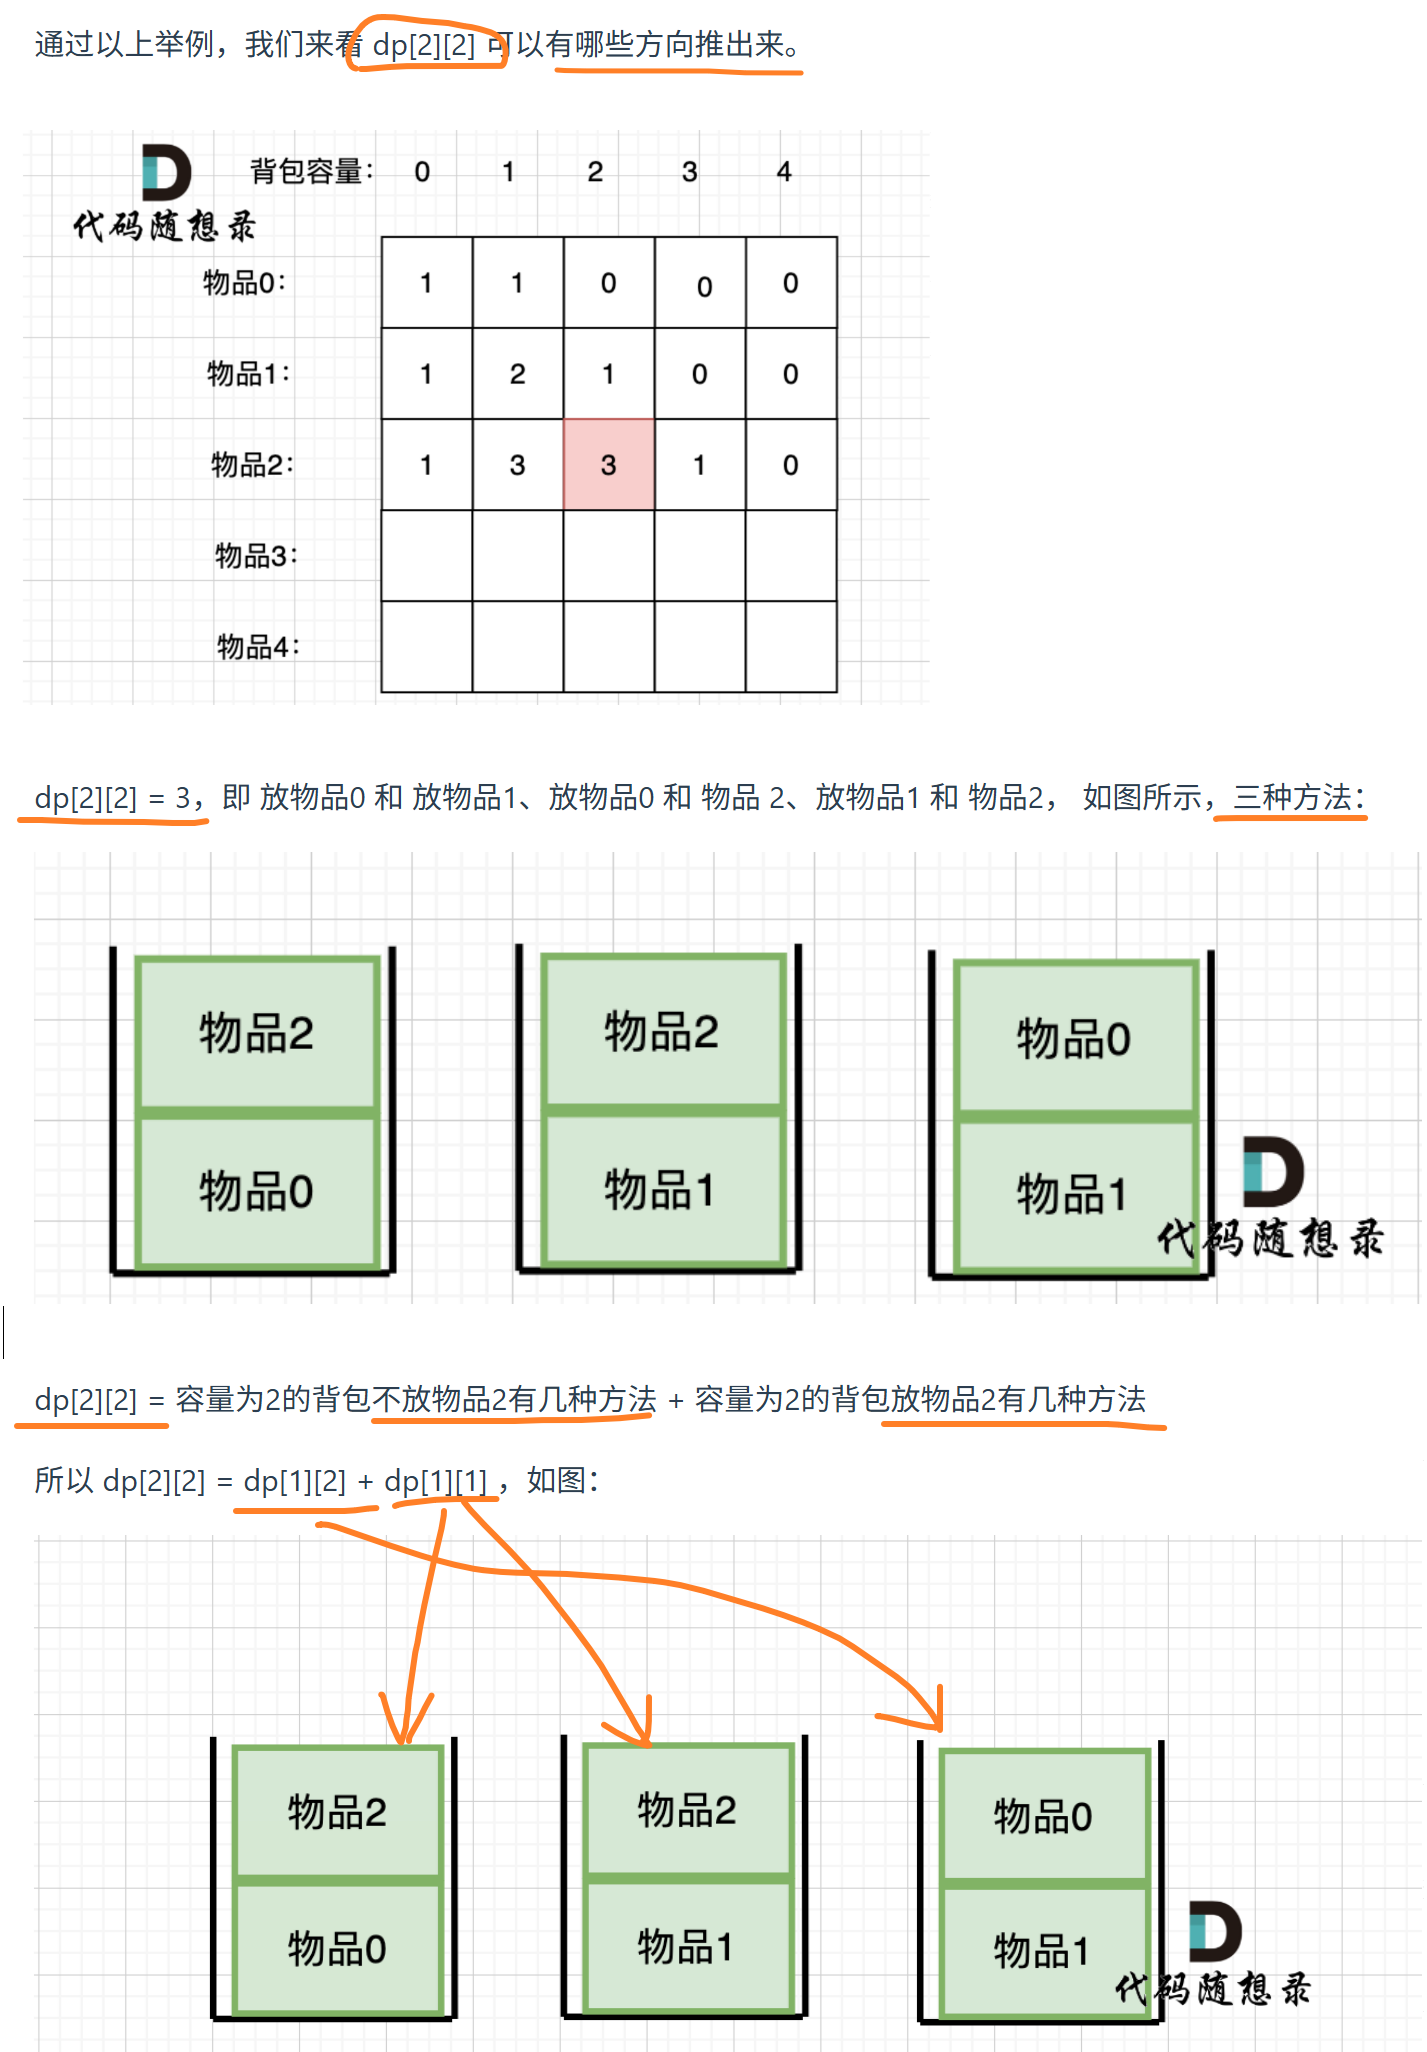 通过以上举例，我们来看 dp[2][2] 可以有哪些方向推出来。
代码随想录
背包容量： 0 1 2 3 4
物品0： 1 1 0 0 0
物品1： 1 2 1 0 0
物品2： 1 3 3 1 0
物品3：
物品4：
dp[2][2] = 3，即 放物品0 和 放物品1、放物品0 和 物品 2、放物品1 和 物品2， 如图所示，三种方法：
物品2 物品2 物品0
物品0 物品1 物品1
代码随想录
dp[2][2] = 容量为2的背包不放物品2有几种方法 + 容量为2的背包放物品2有几种方法
所以 dp[2][2] = dp[1][2] + dp[1][1] ，如图：
物品2 物品2 物品0
物品0 物品1 物品1
代码随想录